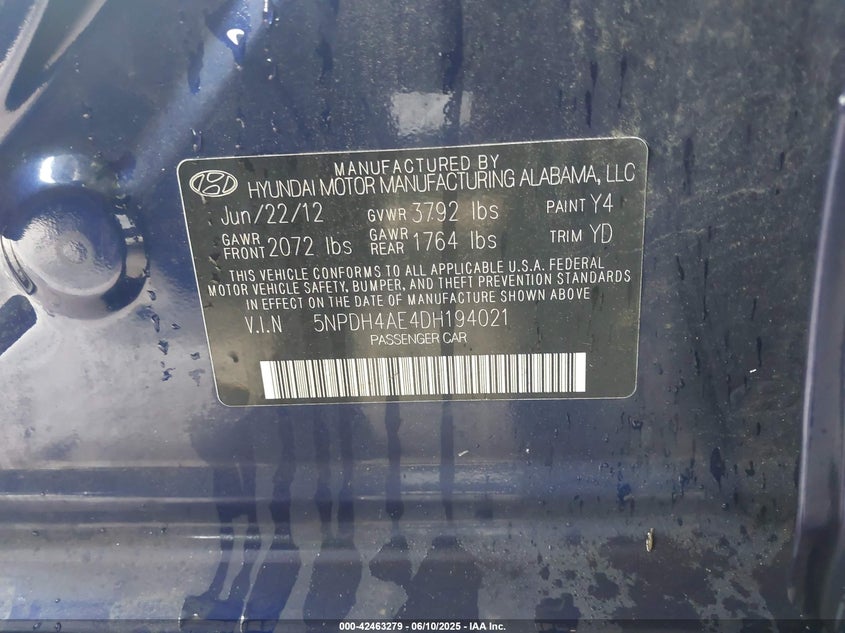 MANUFACTURED BY
HYUNDAI MOTOR MANUFACTURING ALABAMA, LLC
Jun/22/12 GVWR 3792 lbs PAINT Y4
GAWR FRONT 2072 lbs GAWR REAR 1764 lbs TRIM YD
THIS VEHICLE CONFORMS TO ALL APPLICABLE U.S.A. FEDERAL
MOTOR VEHICLE SAFETY, BUMPER, AND THEFT PREVENTION STANDARDS
IN EFFECT ON THE DATE OF MANUFACTURE SHOWN ABOVE
V.I.N 5NPDH4AE4DH194021
PASSENGER CAR
000-42463279 - 06/10/2025 - IAA Inc.